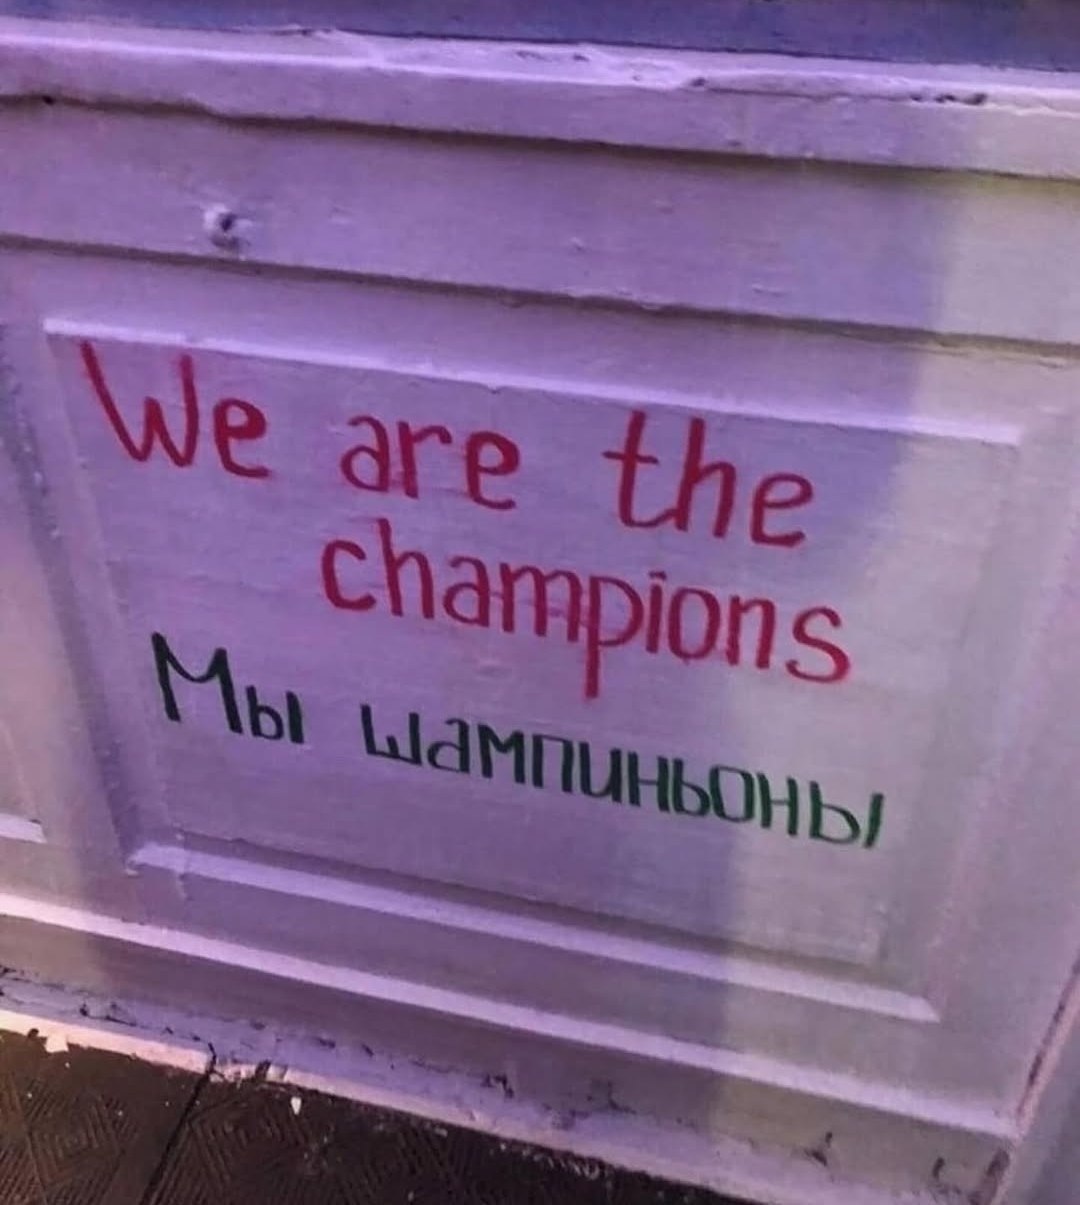 We are the
champions
Мы шампиньоны